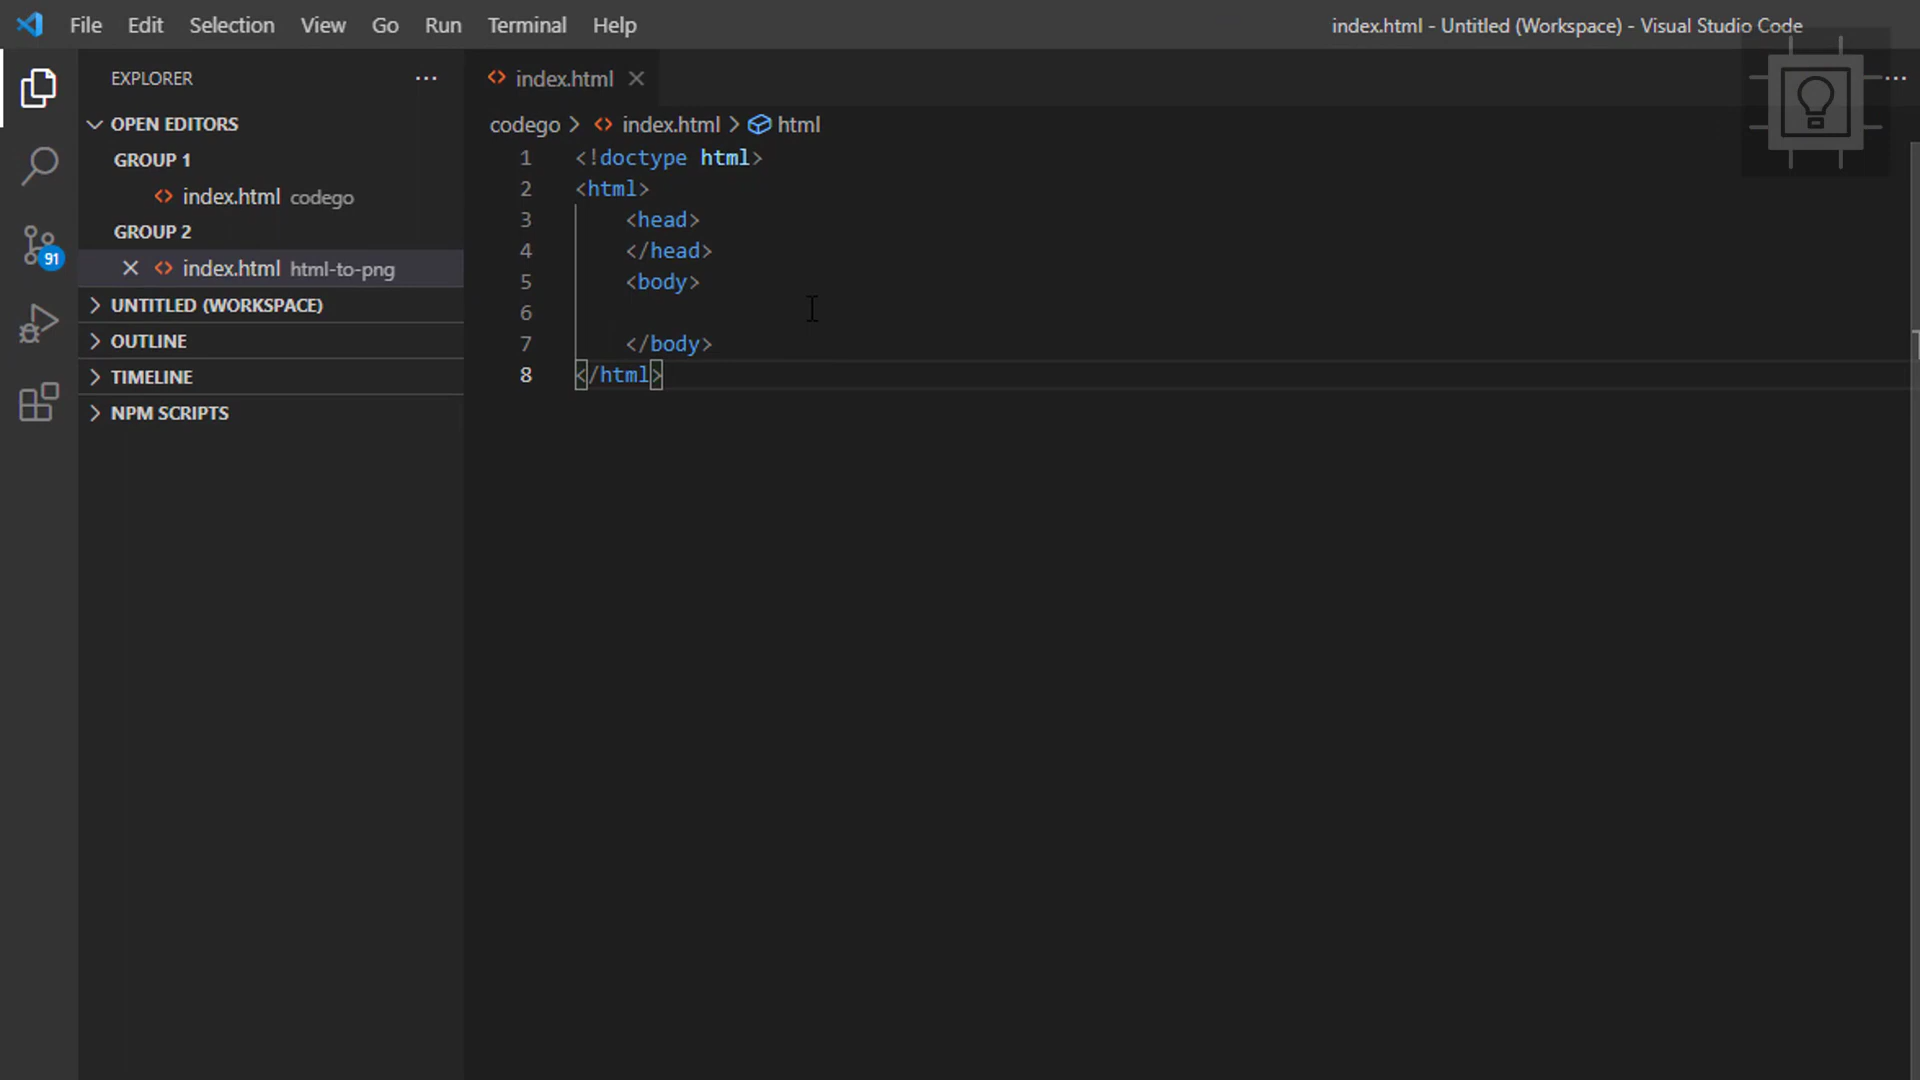 File Edit Selection View Go Run Terminal Help index.html - Untitled (Workspace) - Visual Studio Code
EXPLORER ···
index.html
OPEN EDITORS
codego > index.html > html
GROUP 1
index.html codego
GROUP 2
index.html html-to-png
UNTITLED (WORKSPACE)
OUTLINE
TIMELINE
NPM SCRIPTS
91
1 <!doctype html>
2 <html>
3 <head>
4 </head>
5 <body>
6
7 </body>
8 </html>